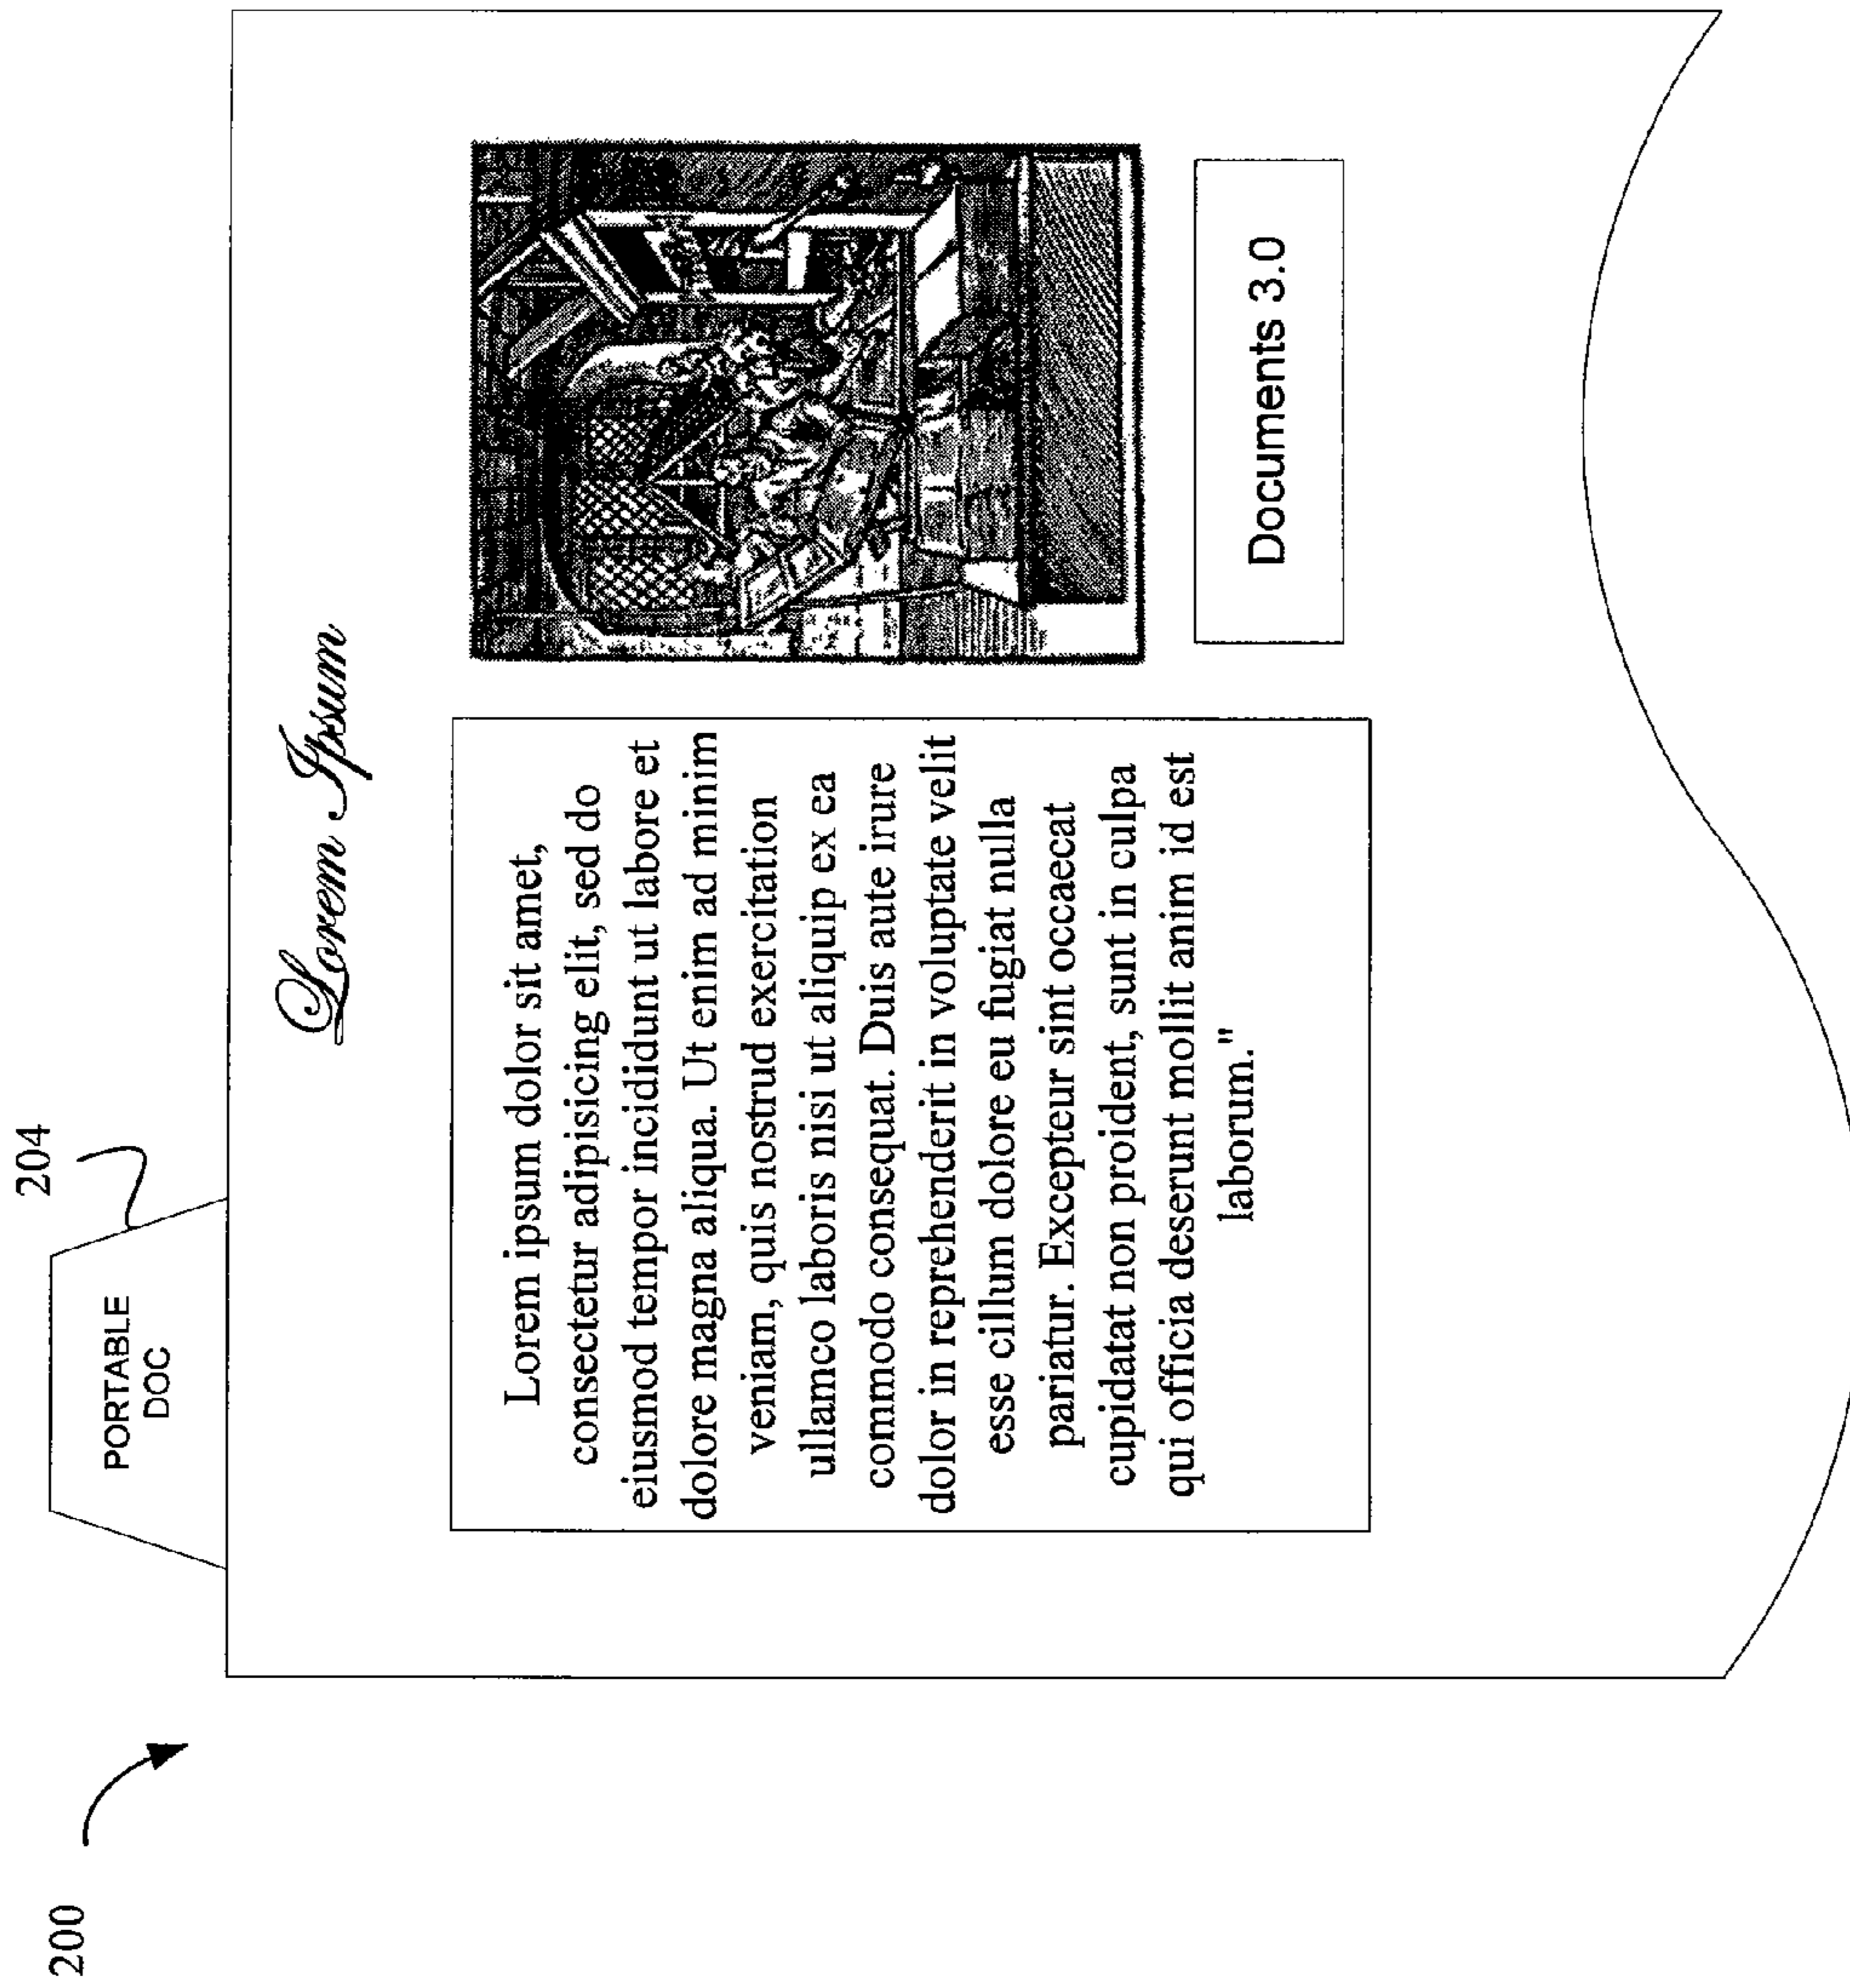 200
204
PORTABLE
DOC
Lorem Ipsum
Lorem ipsum dolor sit amet,
consectetur adipisicing elit, sed do
eiusmod tempor incididunt ut labore et
dolore magna aliqua. Ut enim ad minim
veniam, quis nostrud exercitation
ullamco laboris nisi ut aliquip ex ea
commodo consequat. Duis aute irure
dolor in reprehenderit in voluptate velit
esse cillum dolore eu fugiat nulla
pariatur. Excepteur sint occaecat
cupidatat non proident, sunt in culpa
qui officia deserunt mollit anim id est
laborum."
Documents 3.0